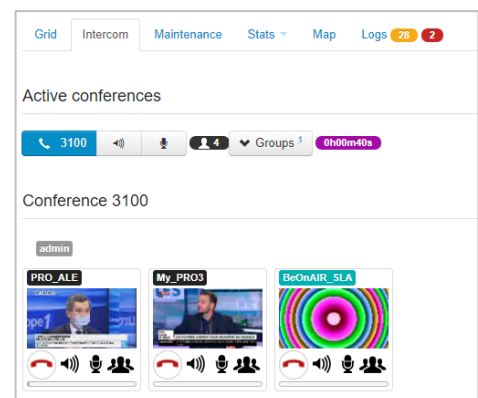 Grid Intercom Maintenance Stats Map Logs 28 2
Active conferences
3100 4 Groups 1 0h00m40s
Conference 3100
admin
PRO_ALE My_PRO3 BeOnAIR_SLA